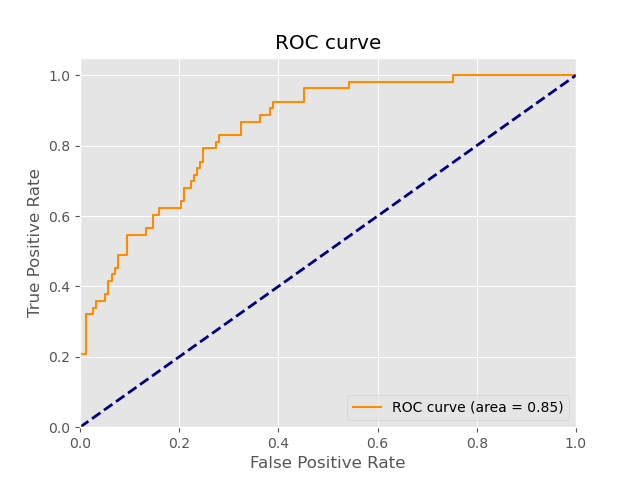 ROC curve
True Positive Rate
1.0
0.8
0.6
0.4
0.2
0.0
ROC curve (area = 0.85)
0.0 0.2 0.4 0.6 0.8 1.0
False Positive Rate